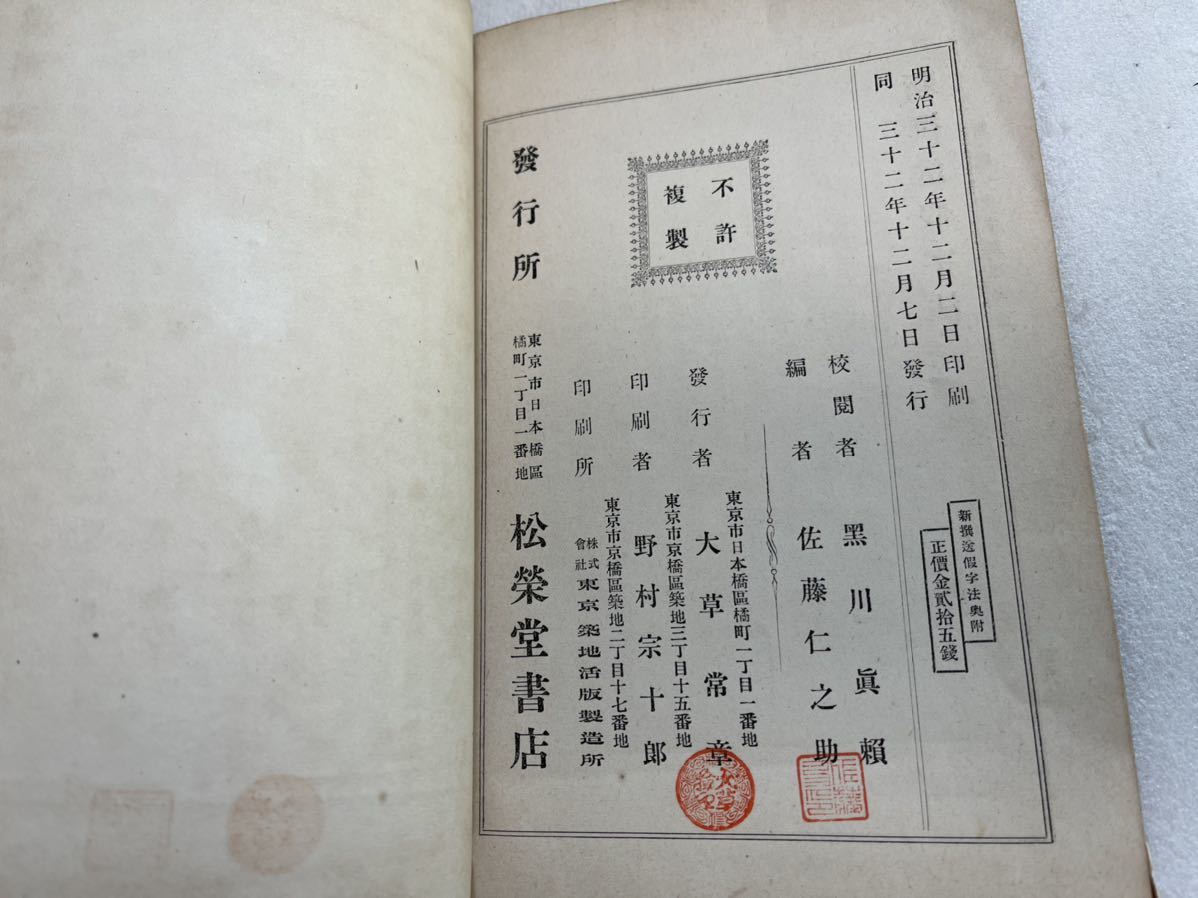 明治三十二年十二月二日印刷
同　三十二年十二月七日發行
新撰送假字法奧附
正價金貳拾五錢
校閱者　黑川眞賴
編者　佐藤仁之助
東京市日本橋區橘町一丁目一番地
發行者　大草常章
東京市京橋區築地三丁目十五番地
印刷者　野村宗十郎
東京市京橋區築地二丁目十七番地
印刷所　株式會社東京築地活版製造所
不許
複製
發行所
東京市日本橋區
橘町一丁目一番地
松榮堂書店